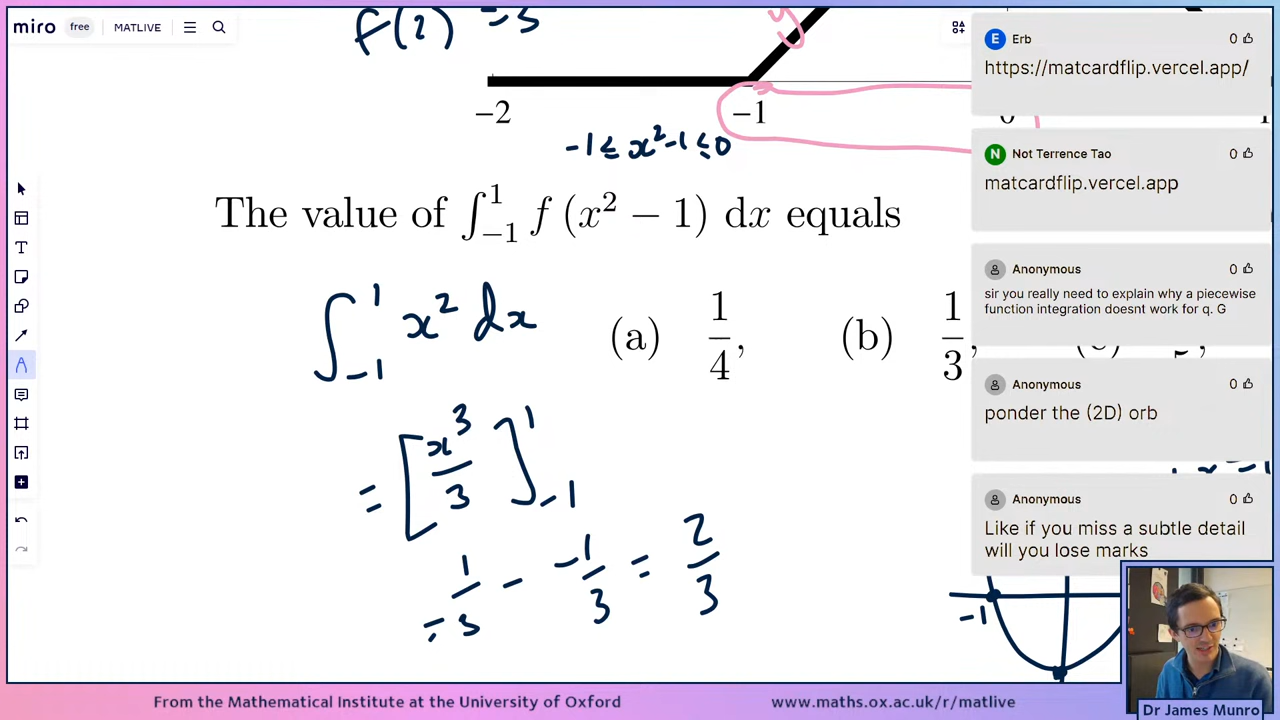 miro free MATLIVE
f(2) = 3
y
−2
−1
0
1
-1 ≤ x² -1 ≤ 0
The value of ∫₋₁¹ f (x² − 1) dx equals
∫₋₁¹ x² dx
(a) 1/4,
(b) 1/3,
= [x³/3]₋₁¹
= 1/3 - -1/3 = 2/3
-1
E Erb 0
https://matcardflip.vercel.app/
N Not Terrence Tao 0
matcardflip.vercel.app
Anonymous 0
sir you really need to explain why a piecewise
function integration doesnt work for q. G
Anonymous 0
ponder the (2D) orb
Anonymous 0
Like if you miss a subtle detail
will you lose marks
From the Mathematical Institute at the University of Oxford
www.maths.ox.ac.uk/r/matlive
Dr James Munro